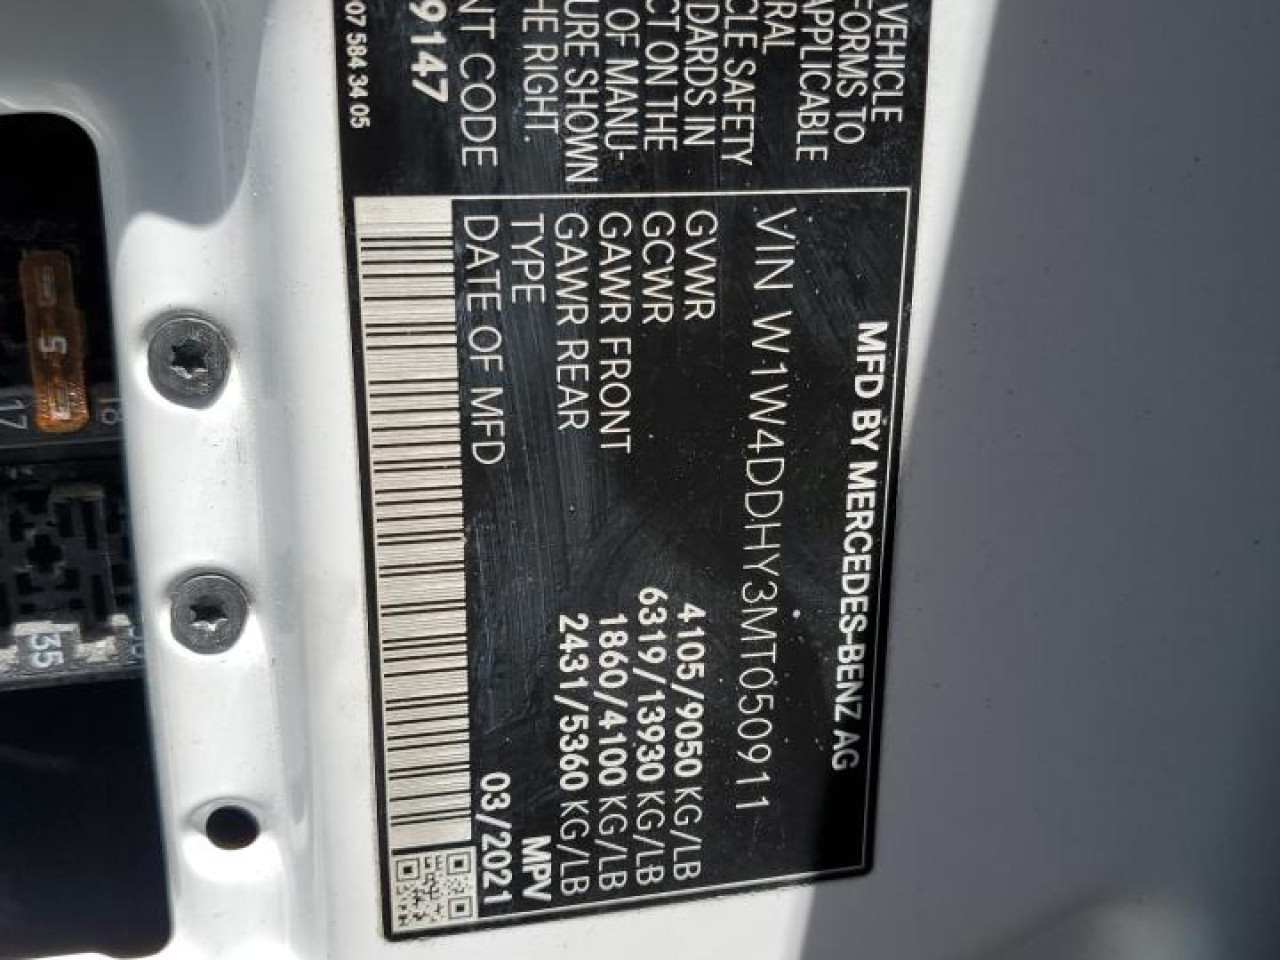 VEHICLE
FORMS TO
APPLICABLE
RAL
CLE SAFETY
DARDS IN
CT ON THE
OF MANU-
URE SHOWN
HE RIGHT.
NT CODE
9147
07 584 34 05
MFD BY MERCEDES-BENZ AG
VIN W1W4DDHY3MT050911
GVWR 4105/9050 KG/LB
GCWR 6319/13930 KG/LB
GAWR FRONT 1860/4100 KG/LB
GAWR REAR 2431/5360 KG/LB
TYPE MPV
DATE OF MFD 03/2021
5
17 18
35